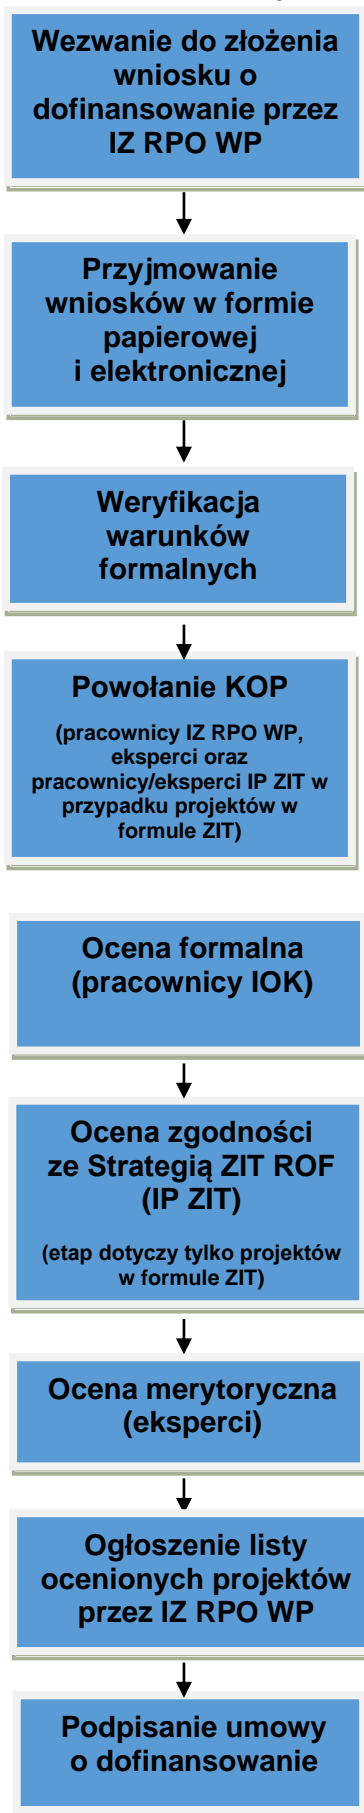 Wezwanie do złożenia
wniosku o
dofinansowanie przez
IZ RPO WP
Przyjmowanie
wniosków w formie
papierowej
i elektronicznej
Weryfikacja
warunków
formalnych
Powołanie KOP
(pracownicy IZ RPO WP,
eksperci oraz
pracownicy/eksperci IP ZIT w
przypadku projektów w
formule ZIT)
Ocena formalna
(pracownicy IOK)
Ocena zgodności
ze Strategią ZIT ROF
(IP ZIT)
(etap dotyczy tylko projektów
w formule ZIT)
Ocena merytoryczna
(eksperci)
Ogłoszenie listy
ocenionych projektów
przez IZ RPO WP
Podpisanie umowy
o dofinansowanie